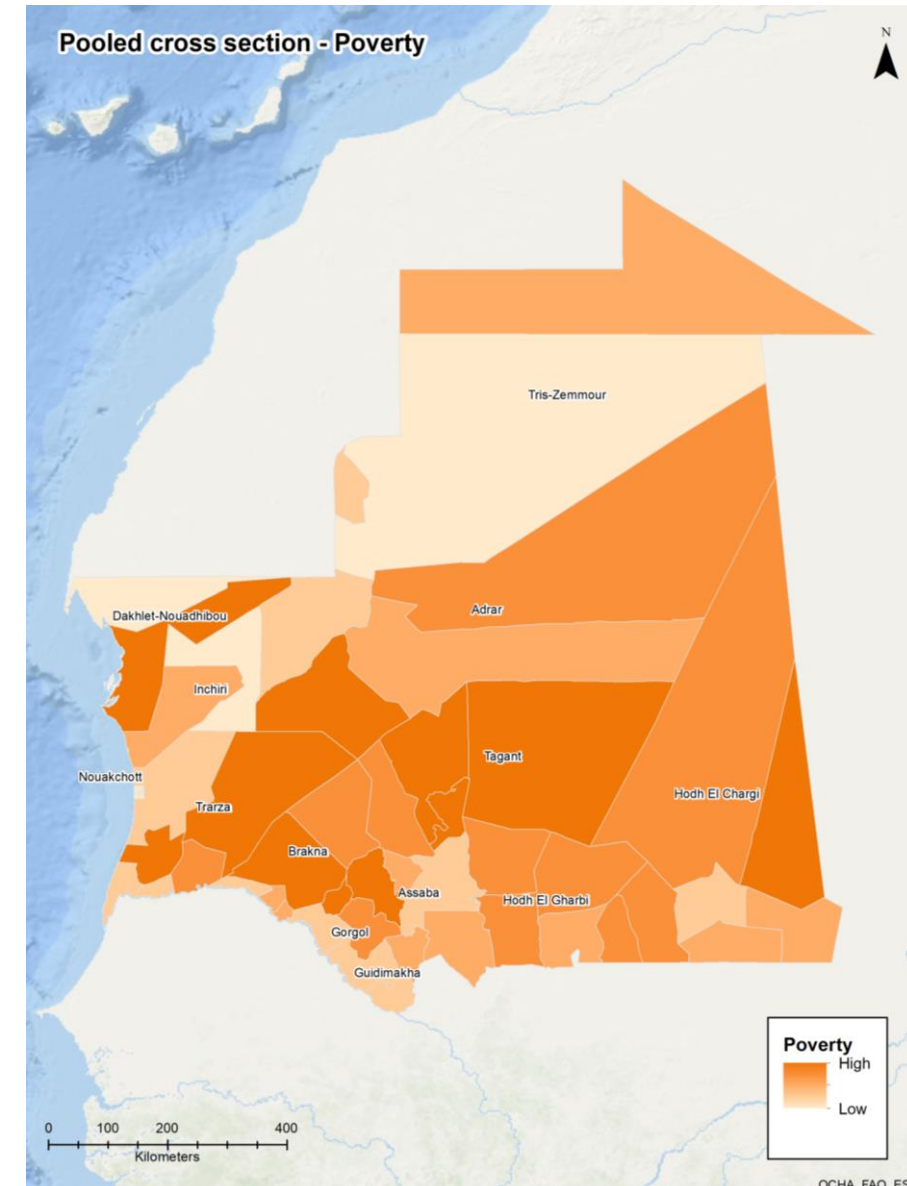 Pooled cross section - Poverty
N
Tris-Zemmour
Dakhlet-Nouadhibou
Adrar
Inchiri
Nouakchott
Tagant
Trarza
Hodh El Chargi
Brakna
Assaba
Hodh El Gharbi
Gorgol
Guidimakha
Poverty
High
Low
0 100 200 400
Kilometers
OCHA, FAO, ES